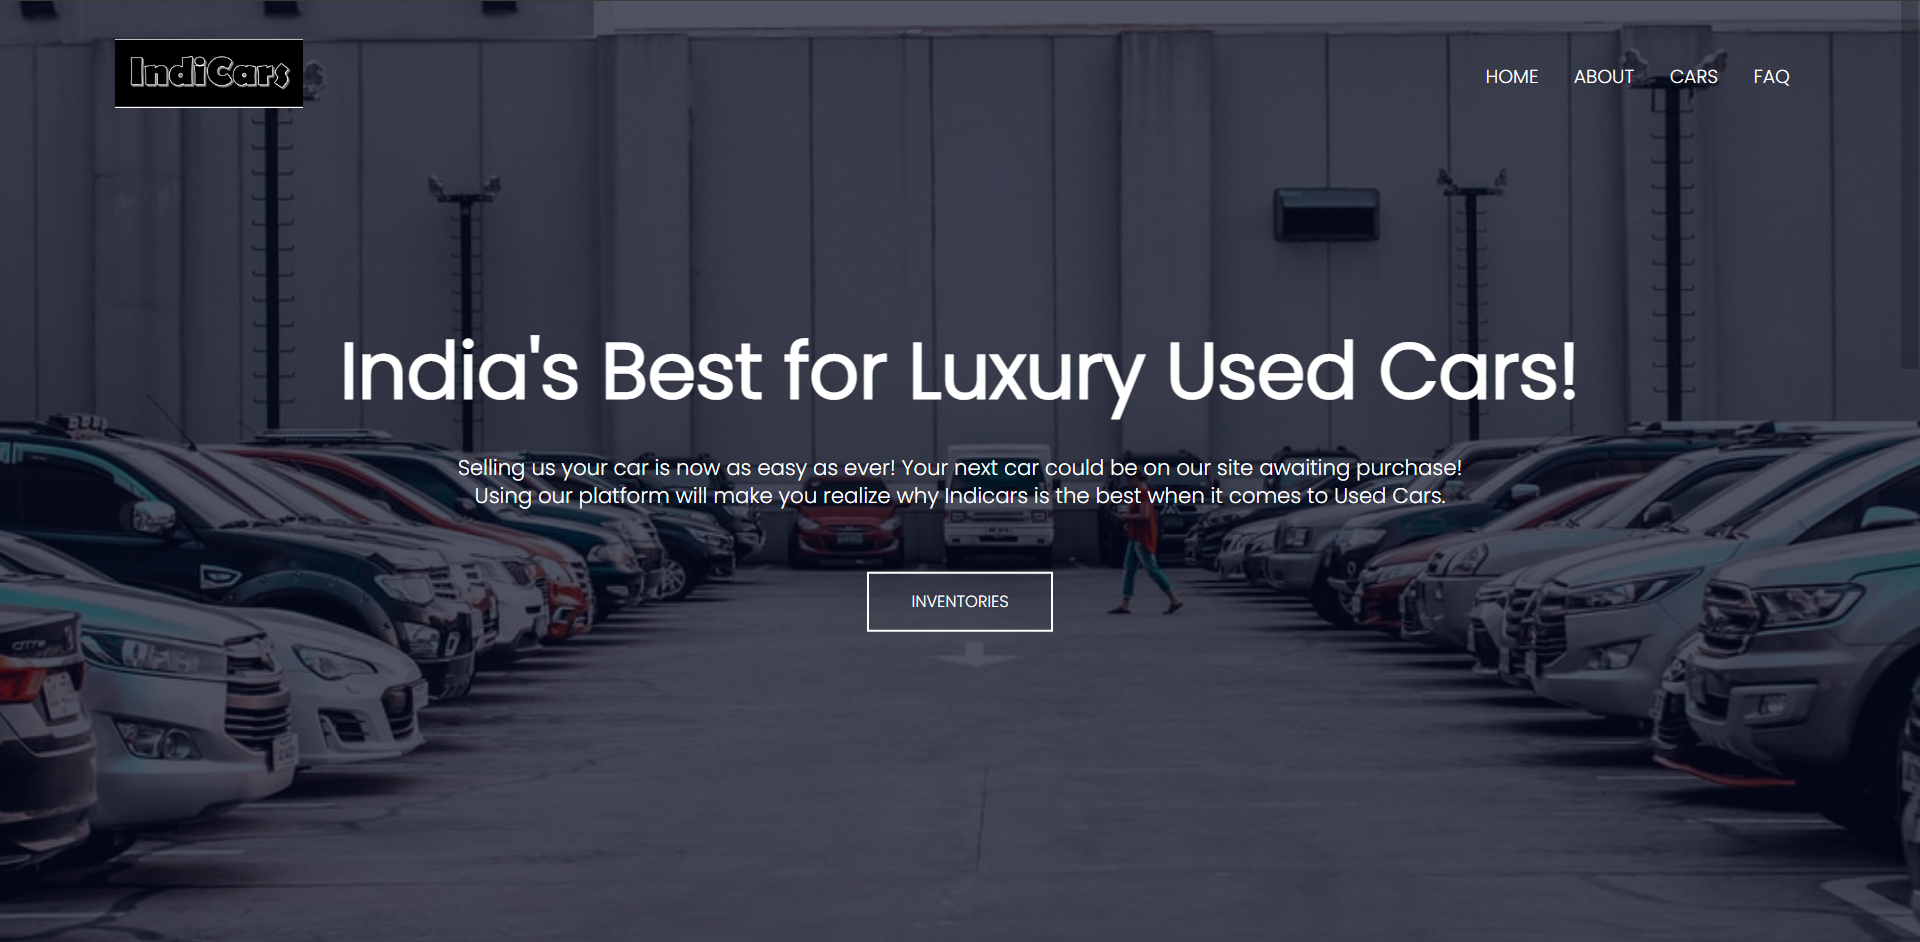 IndiCars
HOME ABOUT CARS FAQ
India's Best for Luxury Used Cars!
Selling us your car is now as easy as ever! Your next car could be on our site awaiting purchase!
Using our platform will make you realize why Indicars is the best when it comes to Used Cars.
INVENTORIES